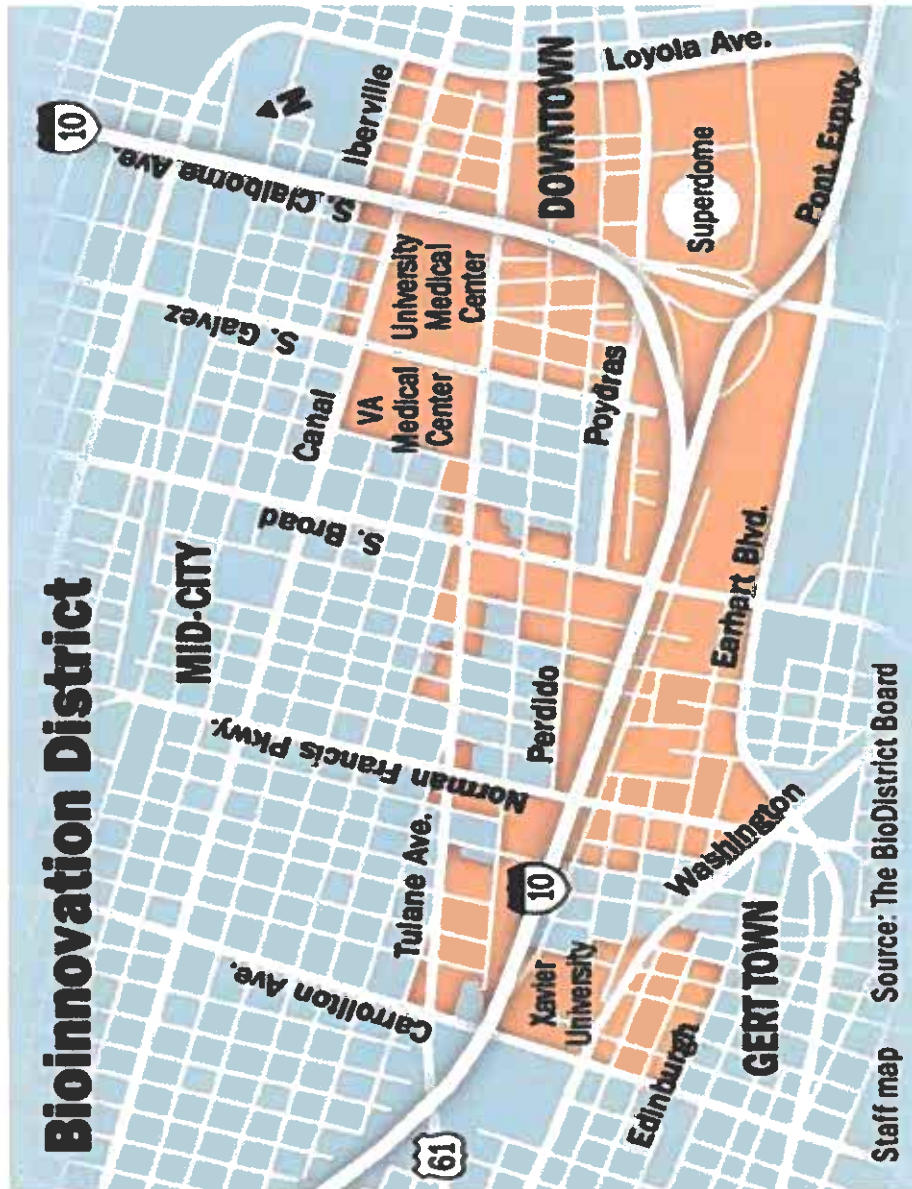 Bioinnovation District
MID-CITY
Canal
S. Galvez
S. Claiborne Ave.
10
N
Iberville
Carrollton Ave.
Norman Francis Pkwy.
S. Broad
VA
Medical
Center
University
Medical
Center
DOWNTOWN
Loyola Ave.
61
Tulane Ave.
Perdido
Poydras
Superdome
10
Xavier
University
Washington
Earhart Blvd.
Pont. Expwy.
Edinburgh
GERT TOWN
Staff map
Source: The BioDistrict Board